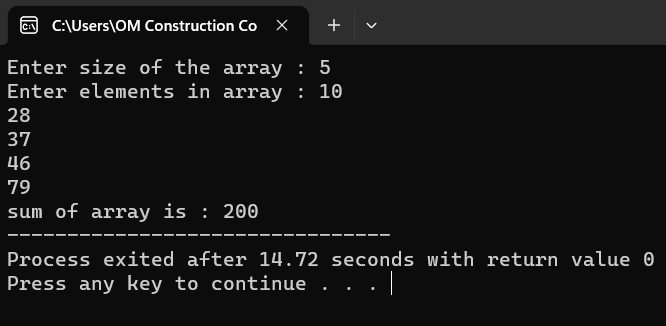 C:\Users\OM Construction Co
Enter size of the array : 5
Enter elements in array : 10
28
37
46
79
sum of array is : 200
--------------------------------
Process exited after 14.72 seconds with return value 0
Press any key to continue . . .